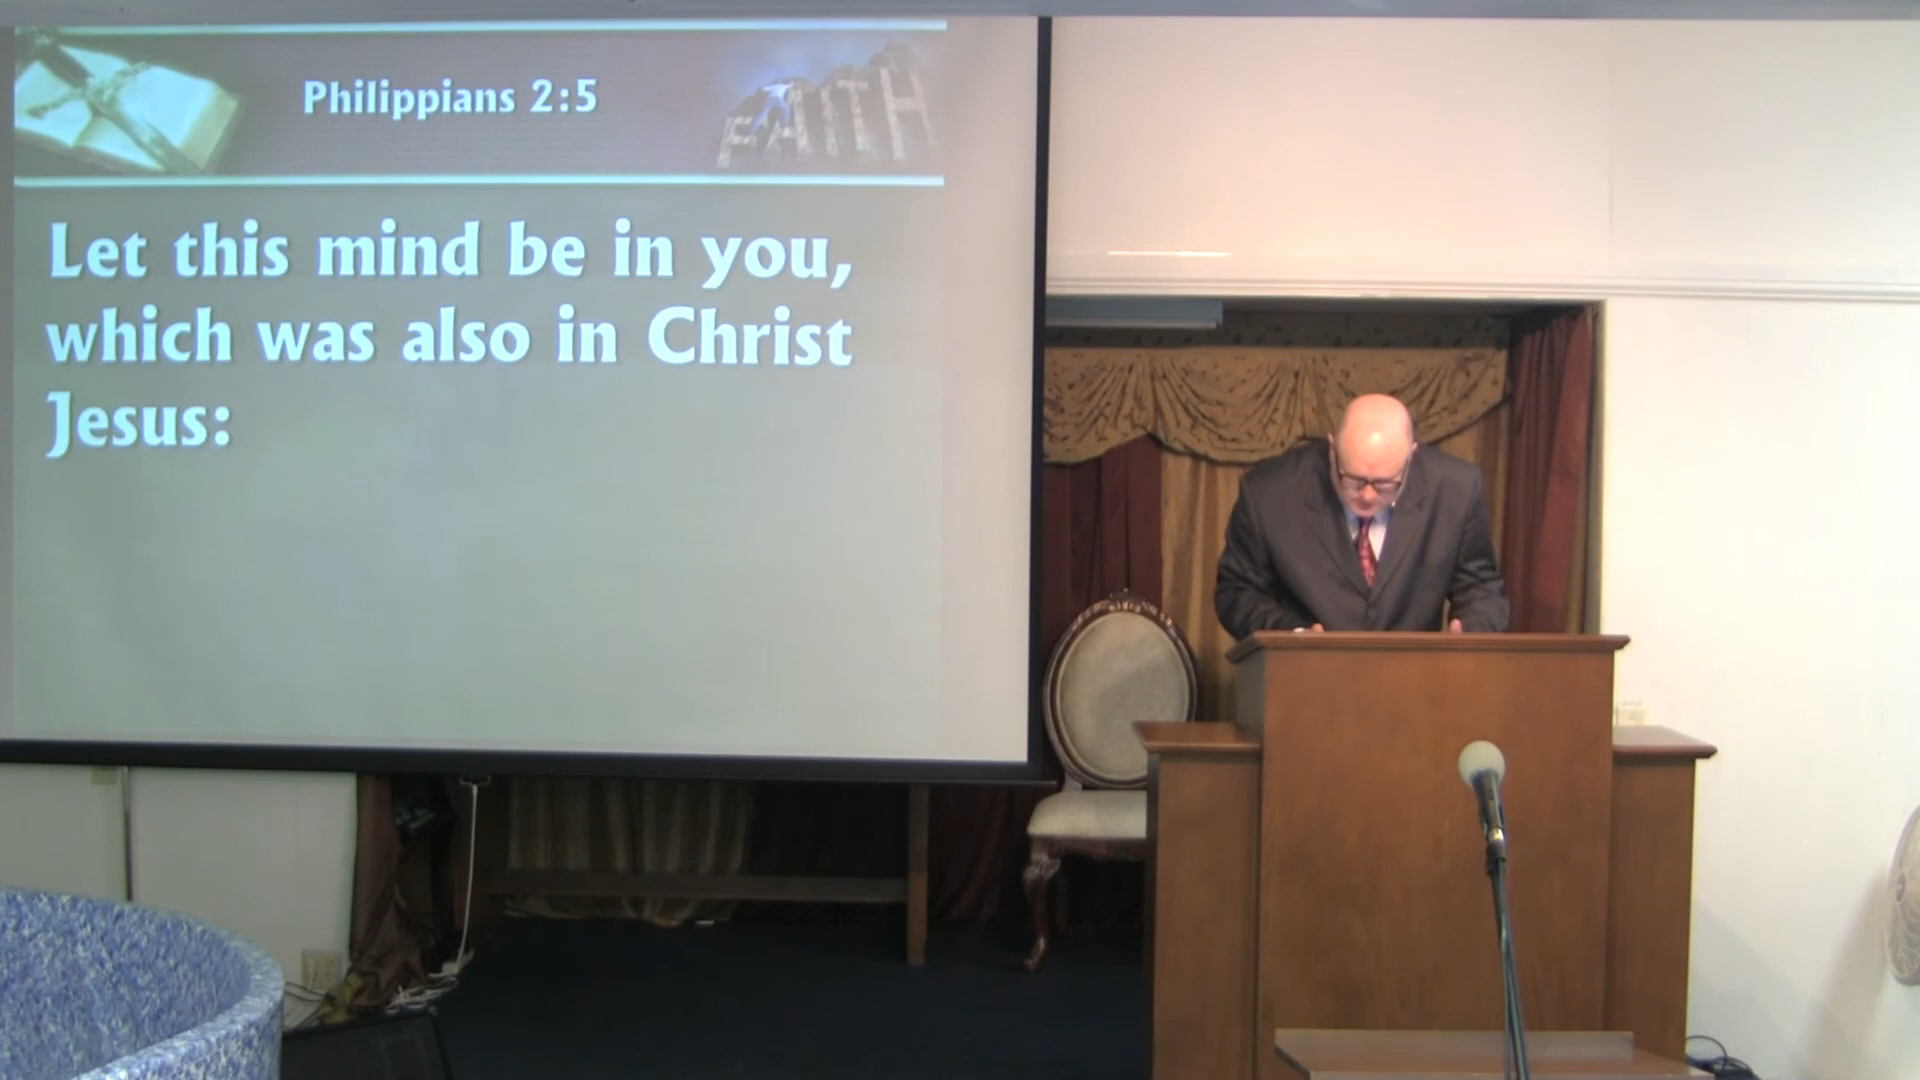 Philippians 2:5
FAITH
Let this mind be in you,
which was also in Christ
Jesus: